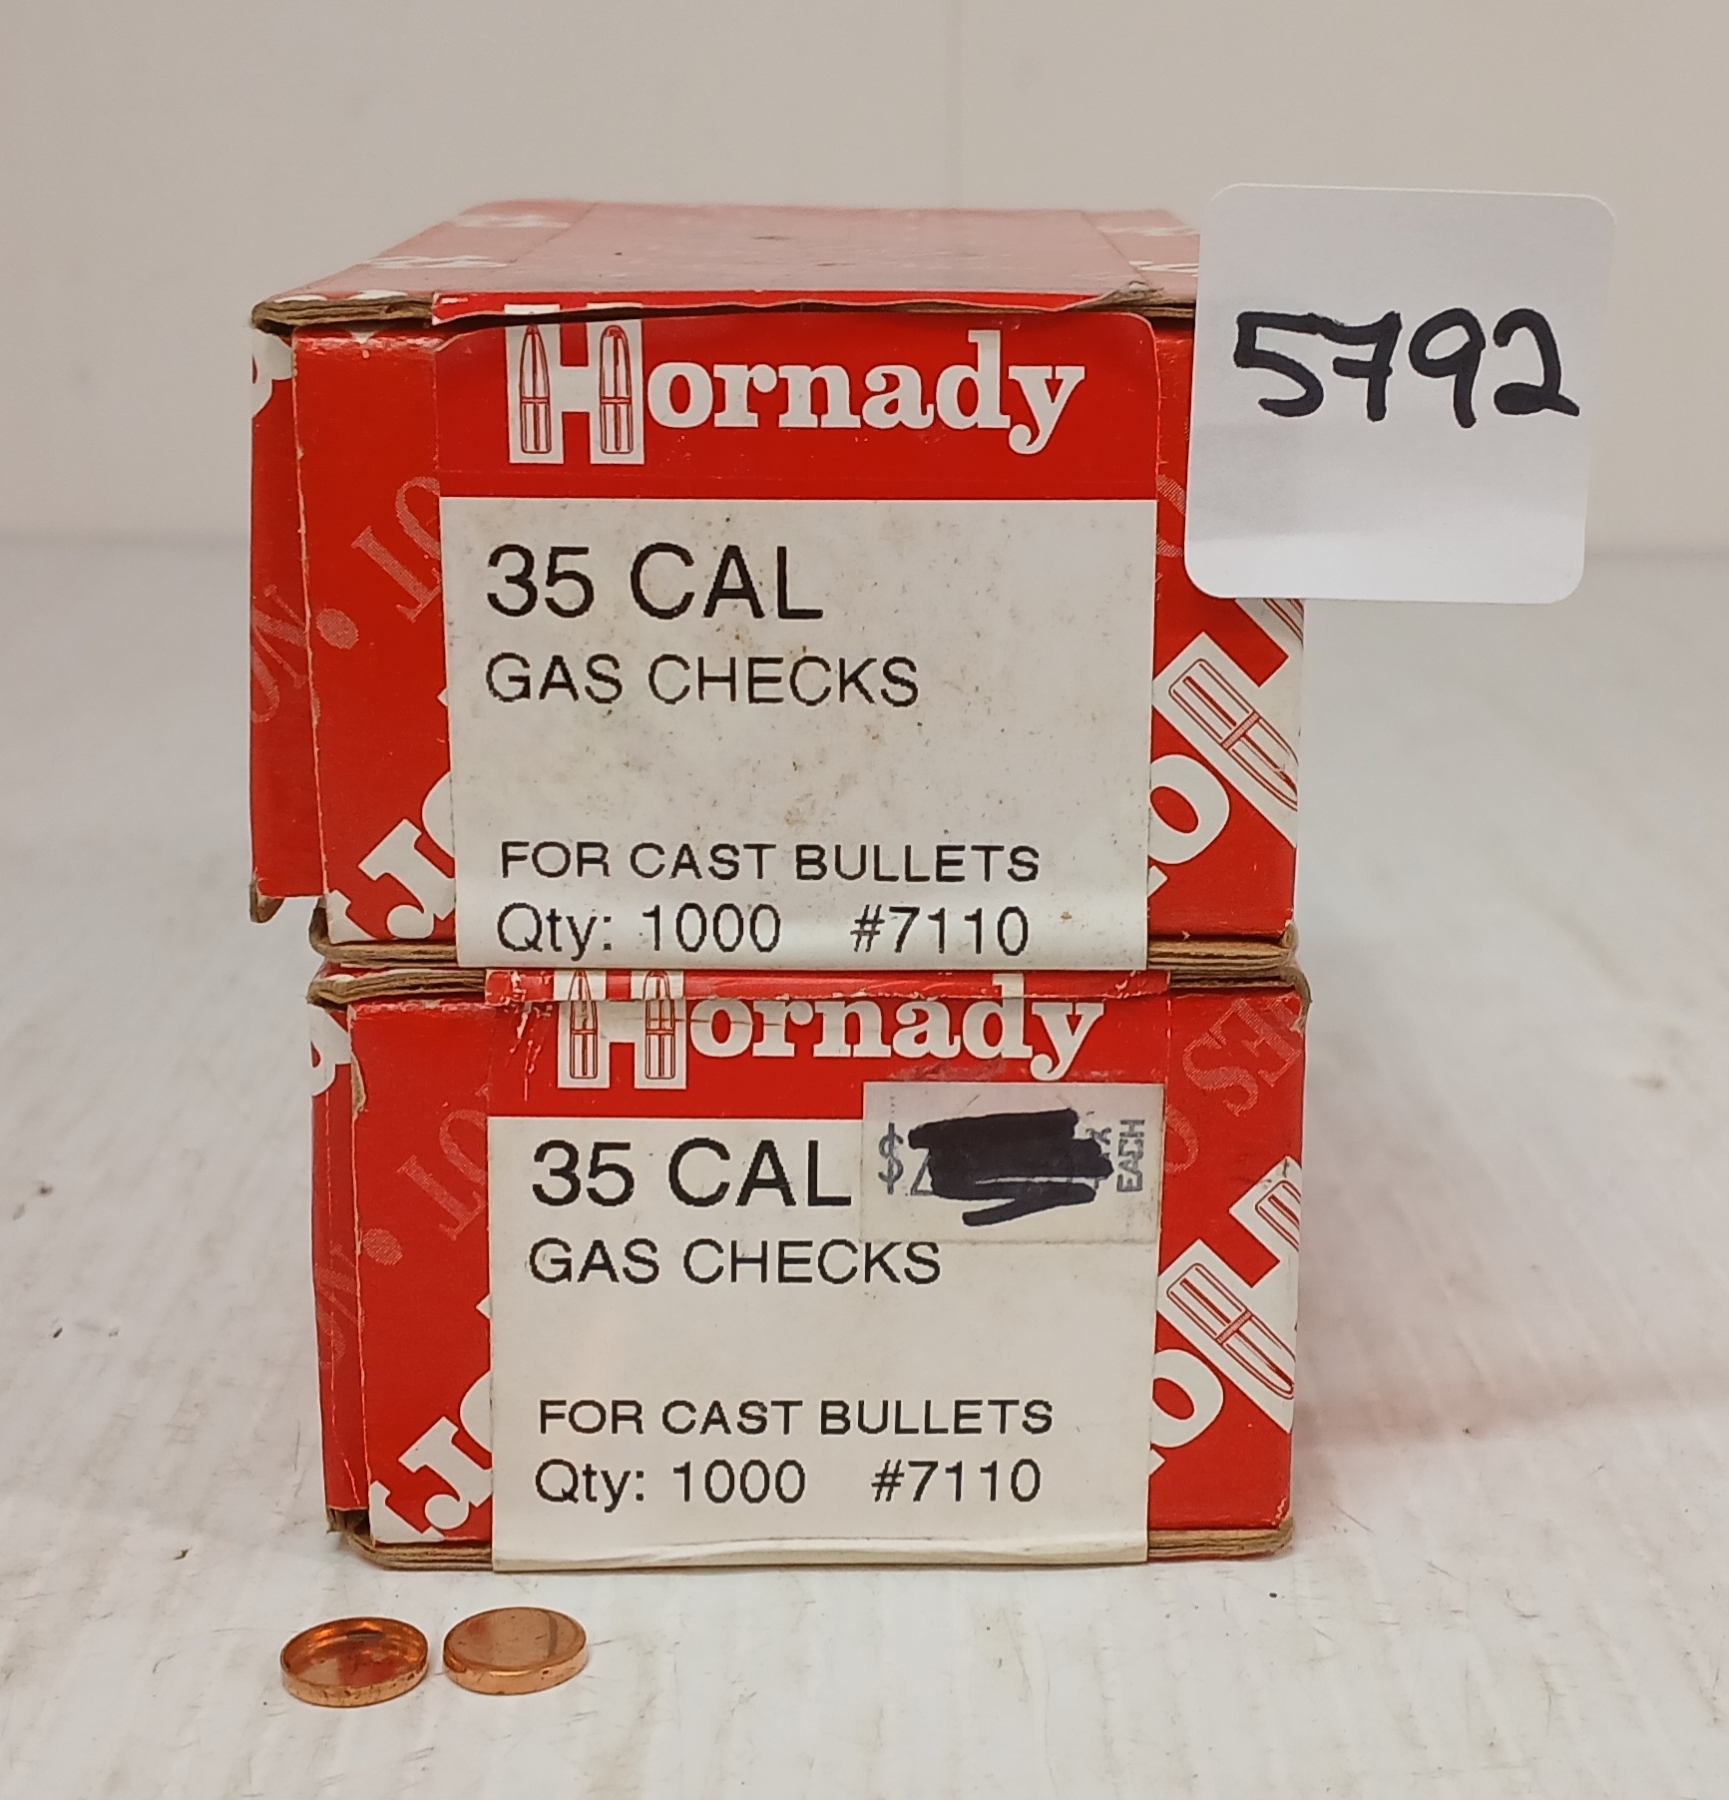 Hornady
5792
35 CAL
GAS CHECKS
FOR CAST BULLETS
Qty: 1000 #7110
Hornady
35 CAL
$
EACH
GAS CHECKS
FOR CAST BULLETS
Qty: 1000 #7110